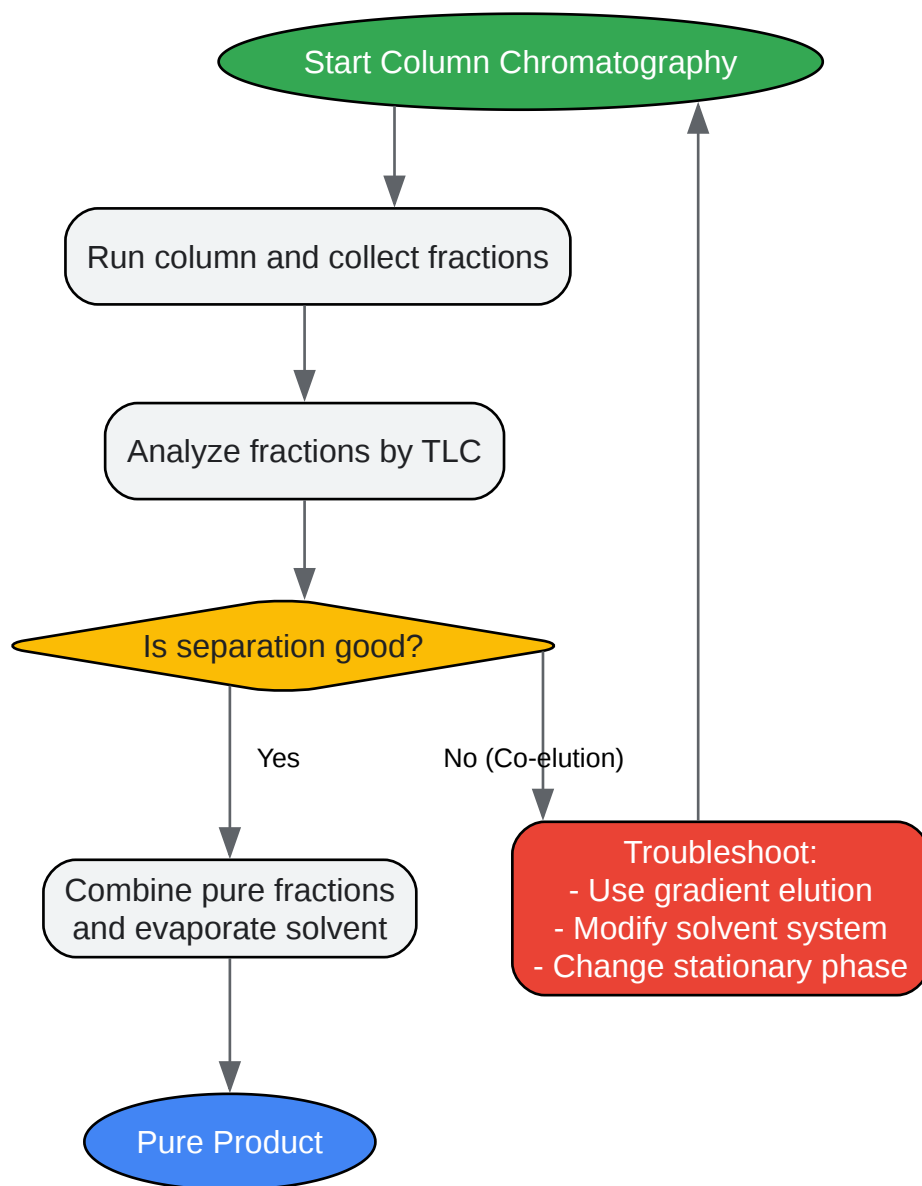 Start Column Chromatography
Run column and collect fractions
Analyze fractions by TLC
Is separation good?
Yes
No (Co-elution)
Combine pure fractions
and evaporate solvent
Troubleshoot:
- Use gradient elution
- Modify solvent system
- Change stationary phase
Pure Product